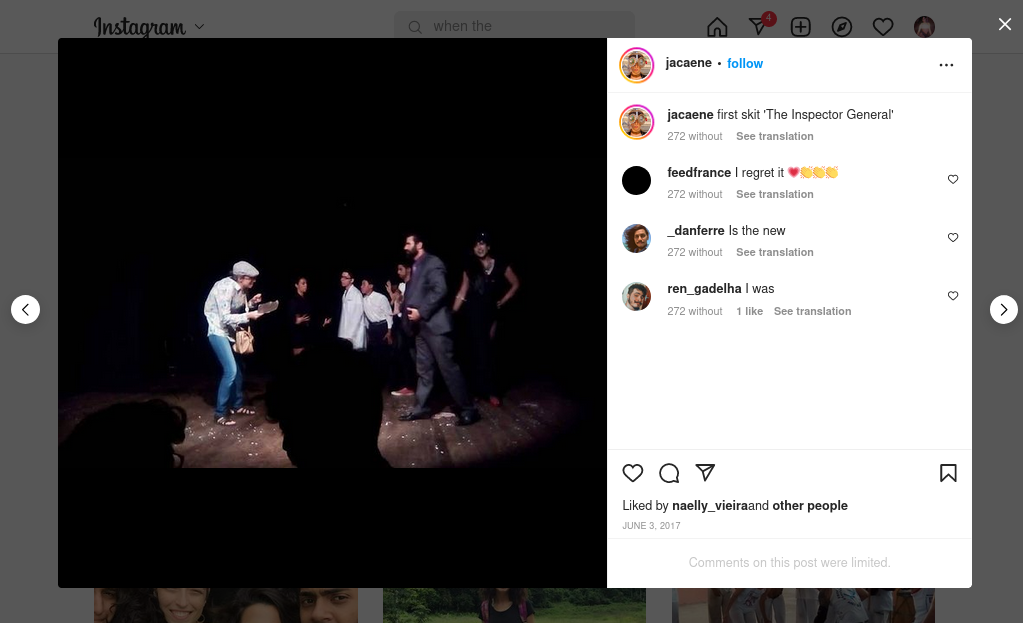 Instagram
when the
4
jacaene • follow
jacaene first skit 'The Inspector General'
272 without See translation
feedfrance I regret it 💗👏👏👏
272 without See translation
_danferre Is the new
272 without See translation
ren_gadelha I was
272 without 1 like See translation
Liked by naelly_vieiraand other people
JUNE 3, 2017
Comments on this post were limited.